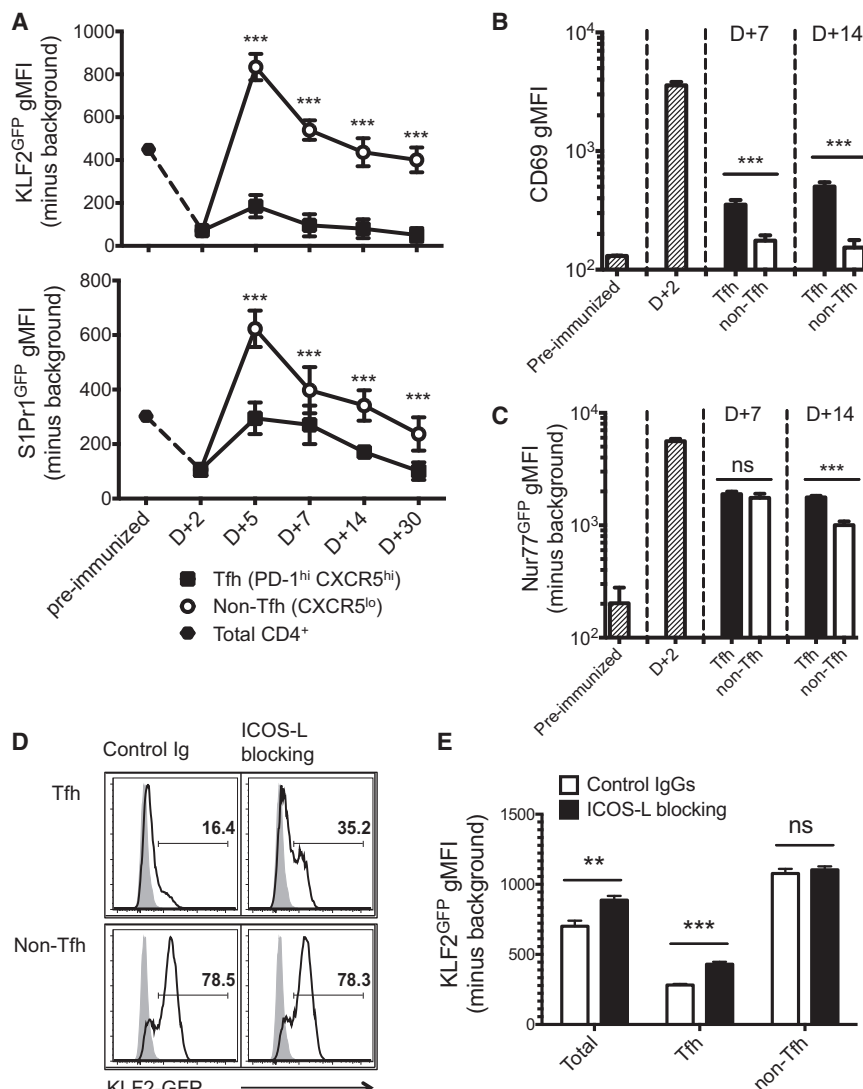 A
KLF2GFP gMFI
(minus background)
1000
800
600
400
200
0
***
***
***
***
S1Pr1GFP gMFI
(minus background)
800
600
400
200
0
***
***
***
***
pre-immunized
D+2
D+5
D+7
D+14
D+30
Tfh (PD-1hi CXCR5hi)
Non-Tfh (CXCR5lo)
Total CD4+
B
CD69 gMFI
104
103
102
D+7
D+14
***
***
Pre-immunized
D+2
Tfh
non-Tfh
Tfh
non-Tfh
C
Nur77GFP gMFI
(minus background)
104
103
102
D+7
D+14
ns
***
Pre-immunized
D+2
Tfh
non-Tfh
Tfh
non-Tfh
D
Control Ig
ICOS-L
blocking
Tfh
16.4
35.2
Non-Tfh
78.5
78.3
KLF2-GFP
E
Control IgGs
ICOS-L blocking
KLF2GFP gMFI
(minus background)
1500
1000
500
0
**
***
ns
Total
Tfh
non-Tfh